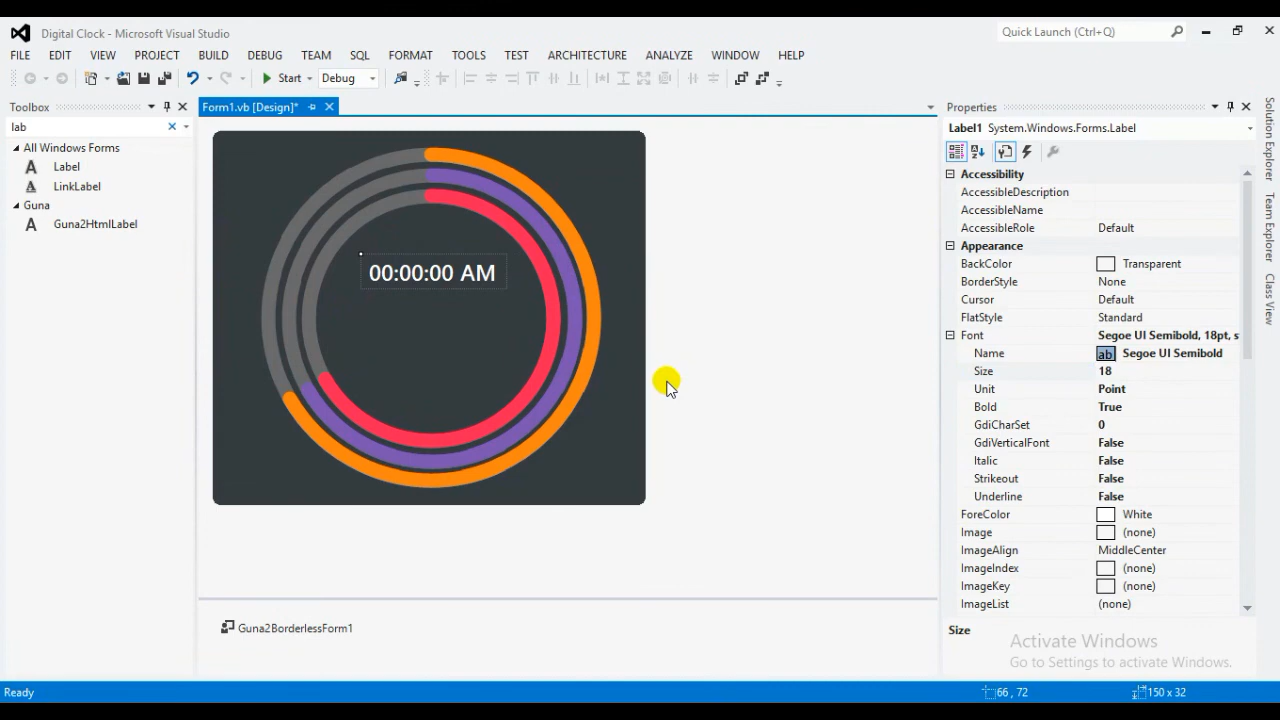 Digital Clock - Microsoft Visual Studio
Quick Launch (Ctrl+Q)
FILE EDIT VIEW PROJECT BUILD DEBUG TEAM SQL FORMAT TOOLS TEST ARCHITECTURE ANALYZE WINDOW HELP
Start Debug
Toolbox
lab
All Windows Forms
A Label
A LinkLabel
Guna
A Guna2HtmlLabel
Form1.vb [Design]*
00:00:00 AM
Guna2BorderlessForm1
Properties
Label1 System.Windows.Forms.Label
Accessibility
AccessibleDescription
AccessibleName
AccessibleRole Default
Appearance
BackColor Transparent
BorderStyle None
Cursor Default
FlatStyle Standard
Font Segoe UI Semibold, 18pt, s
Name ab Segoe UI Semibold
Size 18
Unit Point
Bold True
GdiCharSet 0
GdiVerticalFont False
Italic False
Strikeout False
Underline False
ForeColor White
Image (none)
ImageAlign MiddleCenter
ImageIndex (none)
ImageKey (none)
ImageList (none)
Size
Activate Windows
Go to Settings to activate Windows.
Solution Explorer
Team Explorer
Class View
Ready
66 , 72
150 x 32